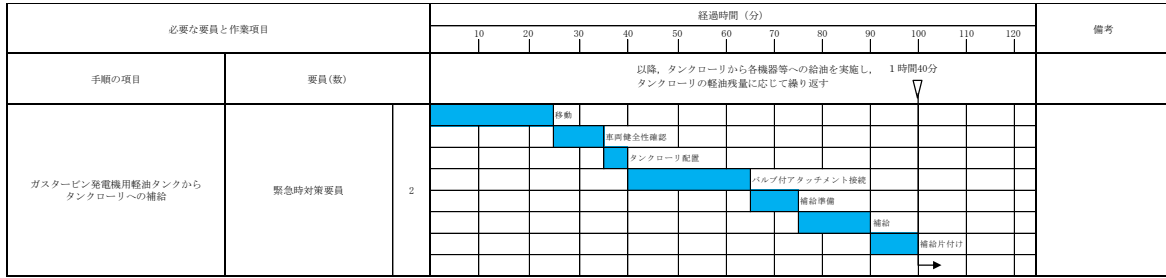 必要な要員と作業項目
経過時間（分）
備考
10 20 30 40 50 60 70 80 90 100 110 120
手順の項目
要員(数)
以降，タンクローリから各機器等への給油を実施し，
タンクローリの軽油残量に応じて繰り返す
１時間40分
ガスタービン発電機用軽油タンクから
タンクローリへの補給
緊急時対策要員
2
移動
車両健全性確認
タンクローリ配置
バルブ付アタッチメント接続
補給準備
補給
補給片付け